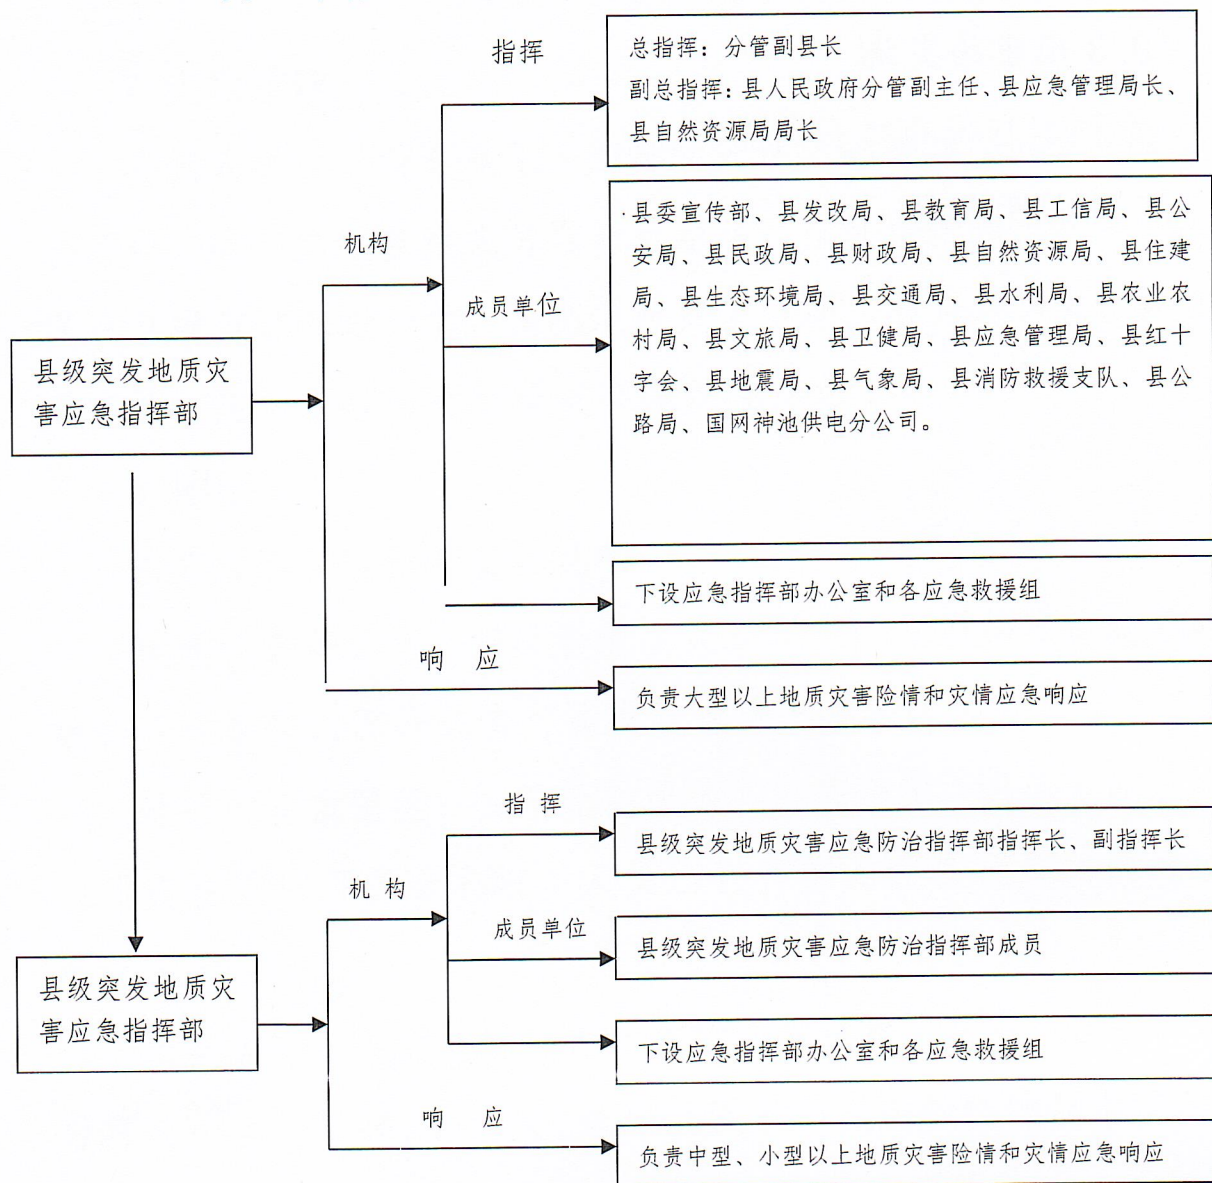 指挥
总指挥：分管副县长
副总指挥：县人民政府分管副主任、县应急管理局长、
县自然资源局局长
机构
成员单位
县委宣传部、县发改局、县教育局、县工信局、县公
安局、县民政局、县财政局、县自然资源局、县住建
局、县生态环境局、县交通局、县水利局、县农业农
村局、县文旅局、县卫健局、县应急管理局、县红十
字会、县地震局、县气象局、县消防救援支队、县公
路局、国网神池供电分公司。
县级突发地质灾
害应急指挥部
下设应急指挥部办公室和各应急救援组
响 应
负责大型以上地质灾害险情和灾情应急响应
指 挥
县级突发地质灾害应急防治指挥部指挥长、副指挥长
机 构
成员单位
县级突发地质灾害应急防治指挥部成员
县级突发地质灾
害应急指挥部
下设应急指挥部办公室和各应急救援组
响 应
负责中型、小型以上地质灾害险情和灾情应急响应